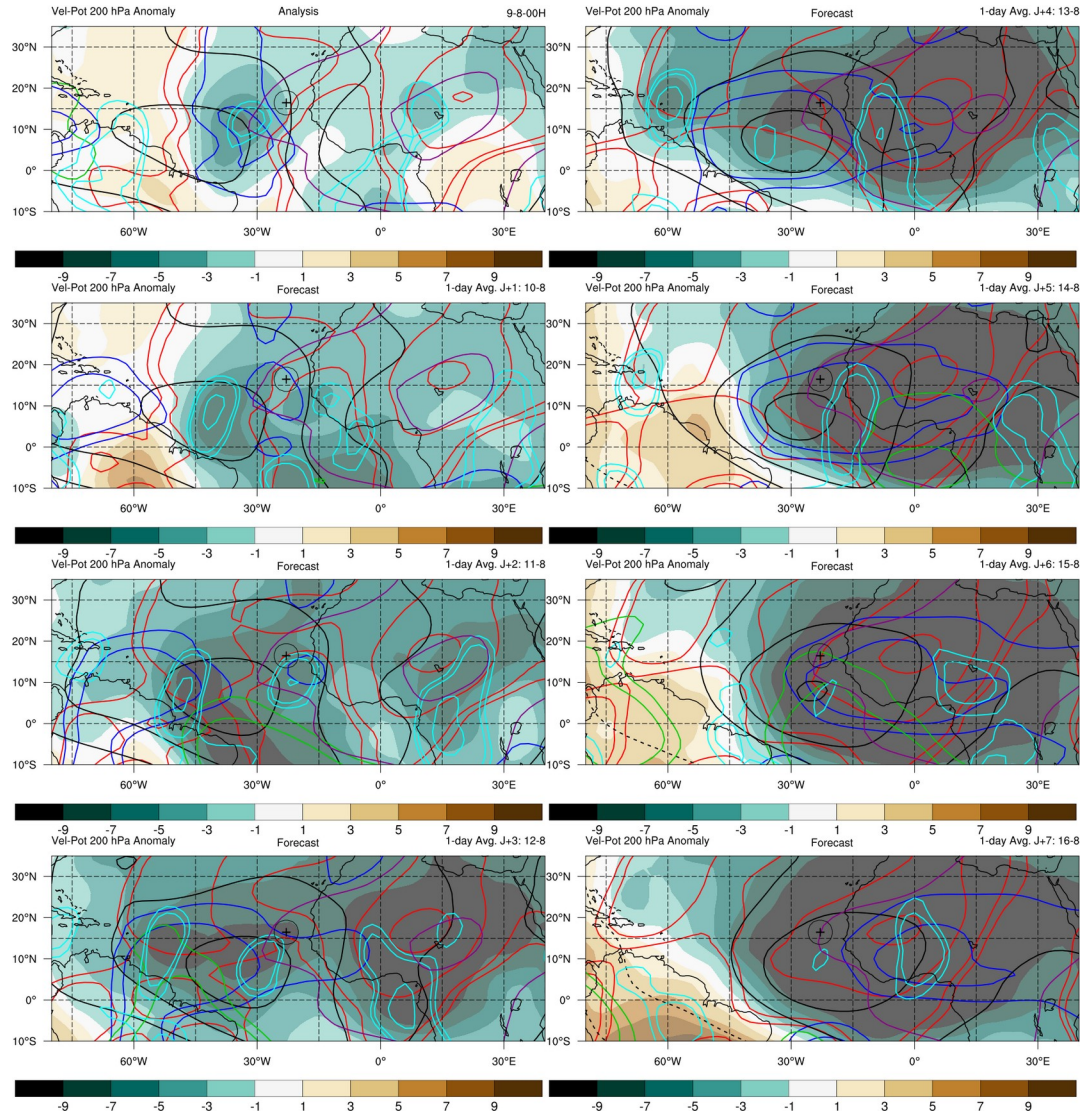 Vel-Pot 200 hPa Anomaly Analysis 9-8-00H
30°N
20°N
10°N
0°
10°S
60°W 30°W 0° 30°E
-9 -7 -5 -3 -1 1 3 5 7 9
Vel-Pot 200 hPa Anomaly Forecast 1-day Avg. J+1: 10-8
30°N
20°N
10°N
0°
10°S
60°W 30°W 0° 30°E
-9 -7 -5 -3 -1 1 3 5 7 9
Vel-Pot 200 hPa Anomaly Forecast 1-day Avg. J+2: 11-8
30°N
20°N
10°N
0°
10°S
60°W 30°W 0° 30°E
-9 -7 -5 -3 -1 1 3 5 7 9
Vel-Pot 200 hPa Anomaly Forecast 1-day Avg. J+3: 12-8
30°N
20°N
10°N
0°
10°S
60°W 30°W 0° 30°E
-9 -7 -5 -3 -1 1 3 5 7 9
Vel-Pot 200 hPa Anomaly Forecast 1-day Avg. J+4: 13-8
30°N
20°N
10°N
0°
10°S
60°W 30°W 0° 30°E
-9 -7 -5 -3 -1 1 3 5 7 9
Vel-Pot 200 hPa Anomaly Forecast 1-day Avg. J+5: 14-8
30°N
20°N
10°N
0°
10°S
60°W 30°W 0° 30°E
-9 -7 -5 -3 -1 1 3 5 7 9
Vel-Pot 200 hPa Anomaly Forecast 1-day Avg. J+6: 15-8
30°N
20°N
10°N
0°
10°S
60°W 30°W 0° 30°E
-9 -7 -5 -3 -1 1 3 5 7 9
Vel-Pot 200 hPa Anomaly Forecast 1-day Avg. J+7: 16-8
30°N
20°N
10°N
0°
10°S
60°W 30°W 0° 30°E
-9 -7 -5 -3 -1 1 3 5 7 9